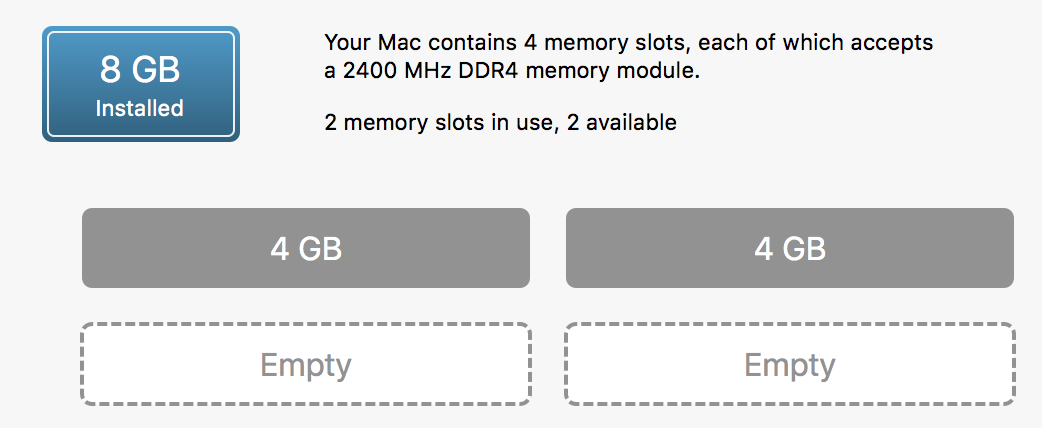 8 GB
Installed
Your Mac contains 4 memory slots, each of which accepts
a 2400 MHz DDR4 memory module.
2 memory slots in use, 2 available
4 GB
4 GB
Empty
Empty